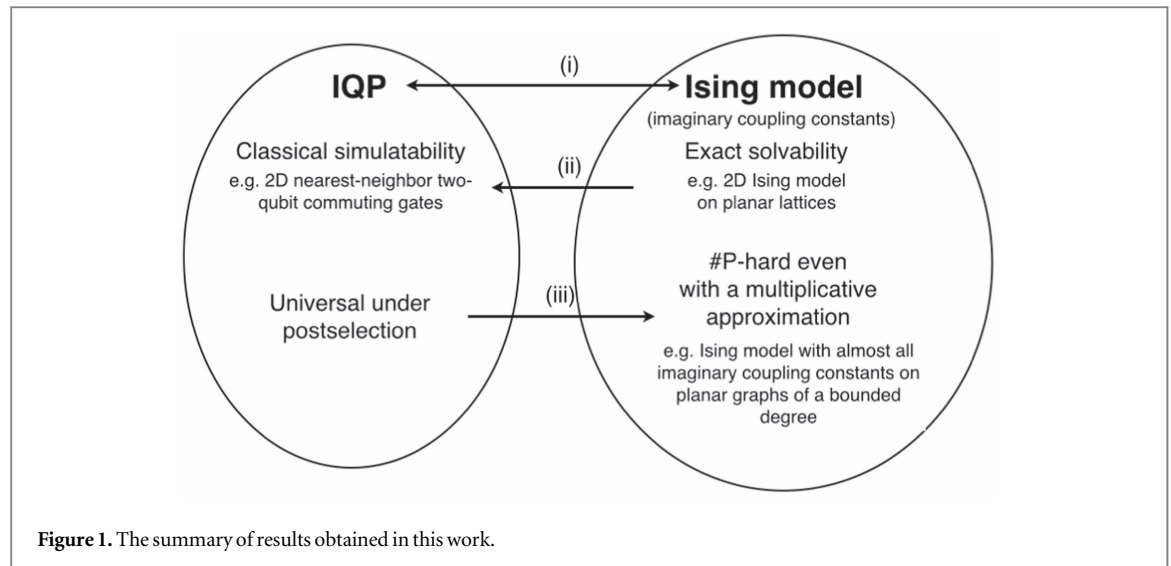 (i)
IQP
Ising model
(imaginary coupling constants)
Classical simulatability
e.g. 2D nearest-neighbor two-
qubit commuting gates
(ii)
Exact solvability
e.g. 2D Ising model
on planar lattices
Universal under
postselection
(iii)
#P-hard even
with a multiplicative
approximation
e.g. Ising model with almost all
imaginary coupling constants on
planar graphs of a bounded
degree
Figure 1. The summary of results obtained in this work.